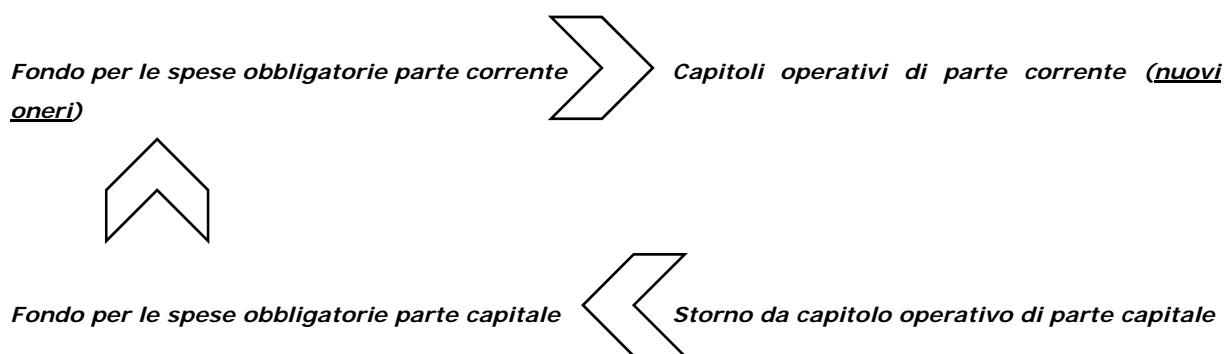 Fondo per le spese obbligatorie parte corrente Capitoli operativi di parte corrente (nuovi
oneri)
Fondo per le spese obbligatorie parte capitale Storno da capitolo operativo di parte capitale